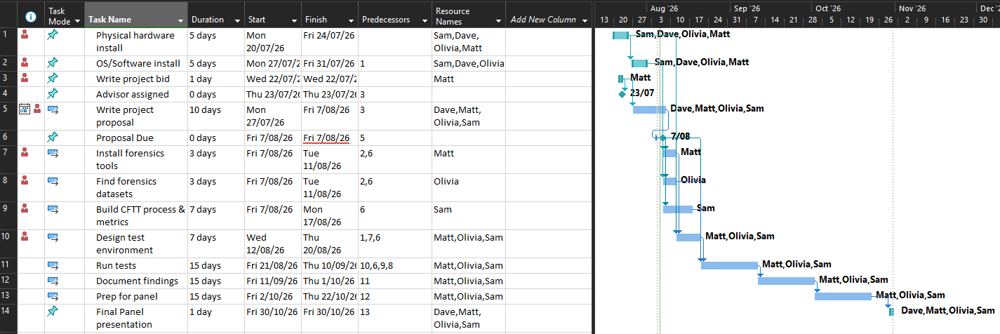 Task Mode Task Name Duration Start Finish Predecessors Resource Names Add New Column
Aug '26 Sep '26 Oct '26 Nov '26 Dec '2
13 20 27 3 10 17 24 31 7 14 21 28 5 12 19 26 2 9 16 23 30
1 Physical hardware install 5 days Mon 20/07/26 Fri 24/07/26 Sam,Dave, Olivia,Matt
Sam,Dave,Olivia,Matt
2 OS/Software install 5 days Mon 27/07/2 Fri 31/07/26 1 Sam,Dave,Olivia
Sam,Dave,Olivia,Matt
3 Write project bid 1 day Wed 22/07/2 Wed 22/07/2 Matt
Matt
4 Advisor assigned 0 days Thu 23/07/26 Thu 23/07/26 3
23/07
5 Write project proposal 10 days Mon 27/07/26 Fri 7/08/26 3 Dave,Matt, Olivia,Sam
Dave,Matt,Olivia,Sam
6 Proposal Due 0 days Fri 7/08/26 Fri 7/08/26 5
7/08
7 Install forensics tools 3 days Fri 7/08/26 Tue 11/08/26 2,6 Matt
Matt
8 Find forensics datasets 3 days Fri 7/08/26 Tue 11/08/26 2,6 Olivia
Olivia
9 Build CFTT process & metrics 7 days Fri 7/08/26 Mon 17/08/26 6 Sam
Sam
10 Design test environment 7 days Wed 12/08/26 Thu 20/08/26 1,7,6 Matt,Olivia,Sam
Matt,Olivia,Sam
11 Run tests 15 days Fri 21/08/26 Thu 10/09/26 10,6,9,8 Matt,Olivia,Sam
Matt,Olivia,Sam
12 Document findings 15 days Fri 11/09/26 Thu 1/10/26 11 Matt,Olivia,Sam
Matt,Olivia,Sam
13 Prep for panel 15 days Fri 2/10/26 Thu 22/10/26 12 Matt,Olivia,Sam
Matt,Olivia,Sam
14 Final Panel presentation 1 day Fri 30/10/26 Fri 30/10/26 13 Dave,Matt, Olivia,Sam
Dave,Matt,Olivia,Sam